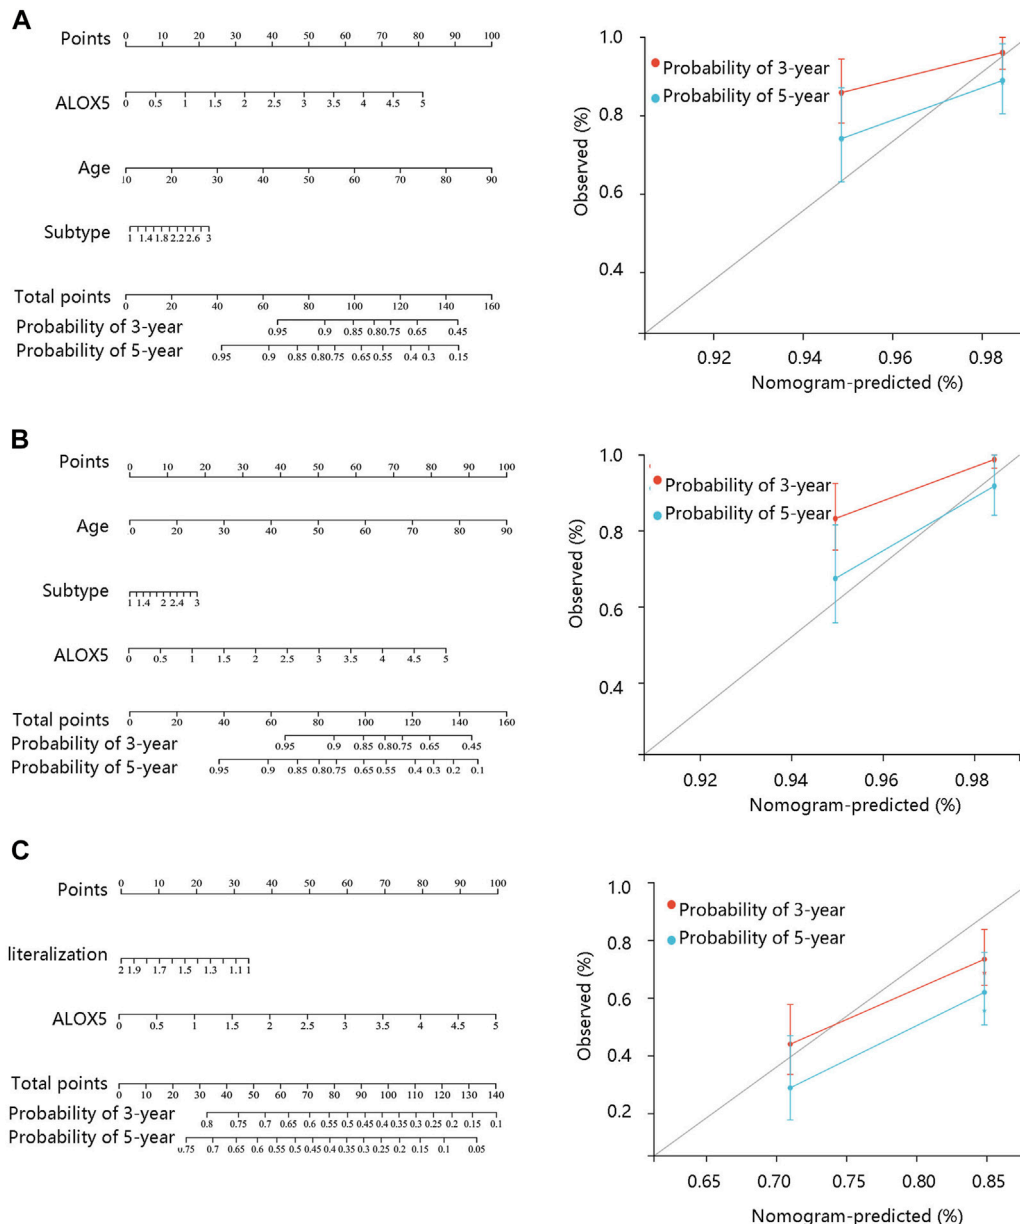 A
Points 0 10 20 30 40 50 60 70 80 90 100
ALOX5 0 0.5 1 1.5 2 2.5 3 3.5 4 4.5 5
Age 10 20 30 40 50 60 70 80 90
Subtype 1 1.4 1.8 2.2 2.6 3
Total points 0 20 40 60 80 100 120 140 160
Probability of 3-year 0.95 0.9 0.85 0.80.75 0.65 0.45
Probability of 5-year 0.95 0.9 0.85 0.80.75 0.65 0.55 0.4 0.3 0.15
Observed (%)
1.0
0.8
0.6
0.4
Probability of 3-year
Probability of 5-year
0.92 0.94 0.96 0.98
Nomogram-predicted (%)
B
Points 0 10 20 30 40 50 60 70 80 90 100
Age 0 20 30 40 50 60 70 80 90
Subtype 1 1.4 2 2.4 3
ALOX5 0 0.5 1 1.5 2 2.5 3 3.5 4 4.5 5
Total points 0 20 40 60 80 100 120 140 160
Probability of 3-year 0.95 0.9 0.85 0.80.75 0.65 0.45
Probability of 5-year 0.95 0.9 0.85 0.80.75 0.65 0.55 0.4 0.3 0.2 0.1
Observed (%)
1.0
0.8
0.6
0.4
Probability of 3-year
Probability of 5-year
0.92 0.94 0.96 0.98
Nomogram-predicted (%)
C
Points 0 10 20 30 40 50 60 70 80 90 100
literalization 2 1.9 1.7 1.5 1.3 1.1 1
ALOX5 0 0.5 1 1.5 2 2.5 3 3.5 4 4.5 5
Total points 0 10 20 30 40 50 60 70 80 90 100 110 120 130 140
Probability of 3-year 0.8 0.75 0.7 0.65 0.6 0.55 0.5 0.45 0.4 0.35 0.3 0.25 0.2 0.15 0.1
Probability of 5-year 0.75 0.7 0.65 0.6 0.55 0.5 0.45 0.4 0.35 0.3 0.25 0.2 0.15 0.1 0.05
Observed (%)
1.0
0.8
0.6
0.4
0.2
Probability of 3-year
Probability of 5-year
0.65 0.70 0.75 0.80 0.85
Nomogram-predicted (%)